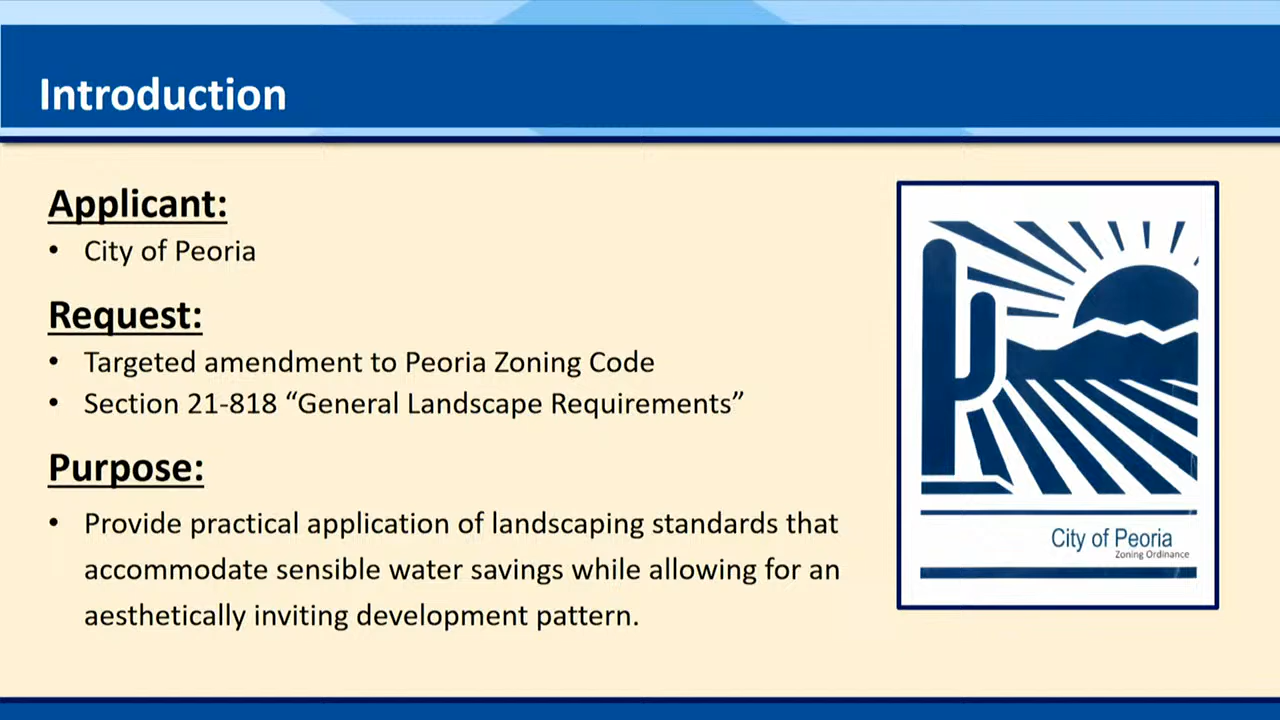 Introduction
Applicant:
• City of Peoria
Request:
• Targeted amendment to Peoria Zoning Code
• Section 21-818 “General Landscape Requirements”
Purpose:
• Provide practical application of landscaping standards that
accommodate sensible water savings while allowing for an
aesthetically inviting development pattern.
City of Peoria
Zoning Ordinance